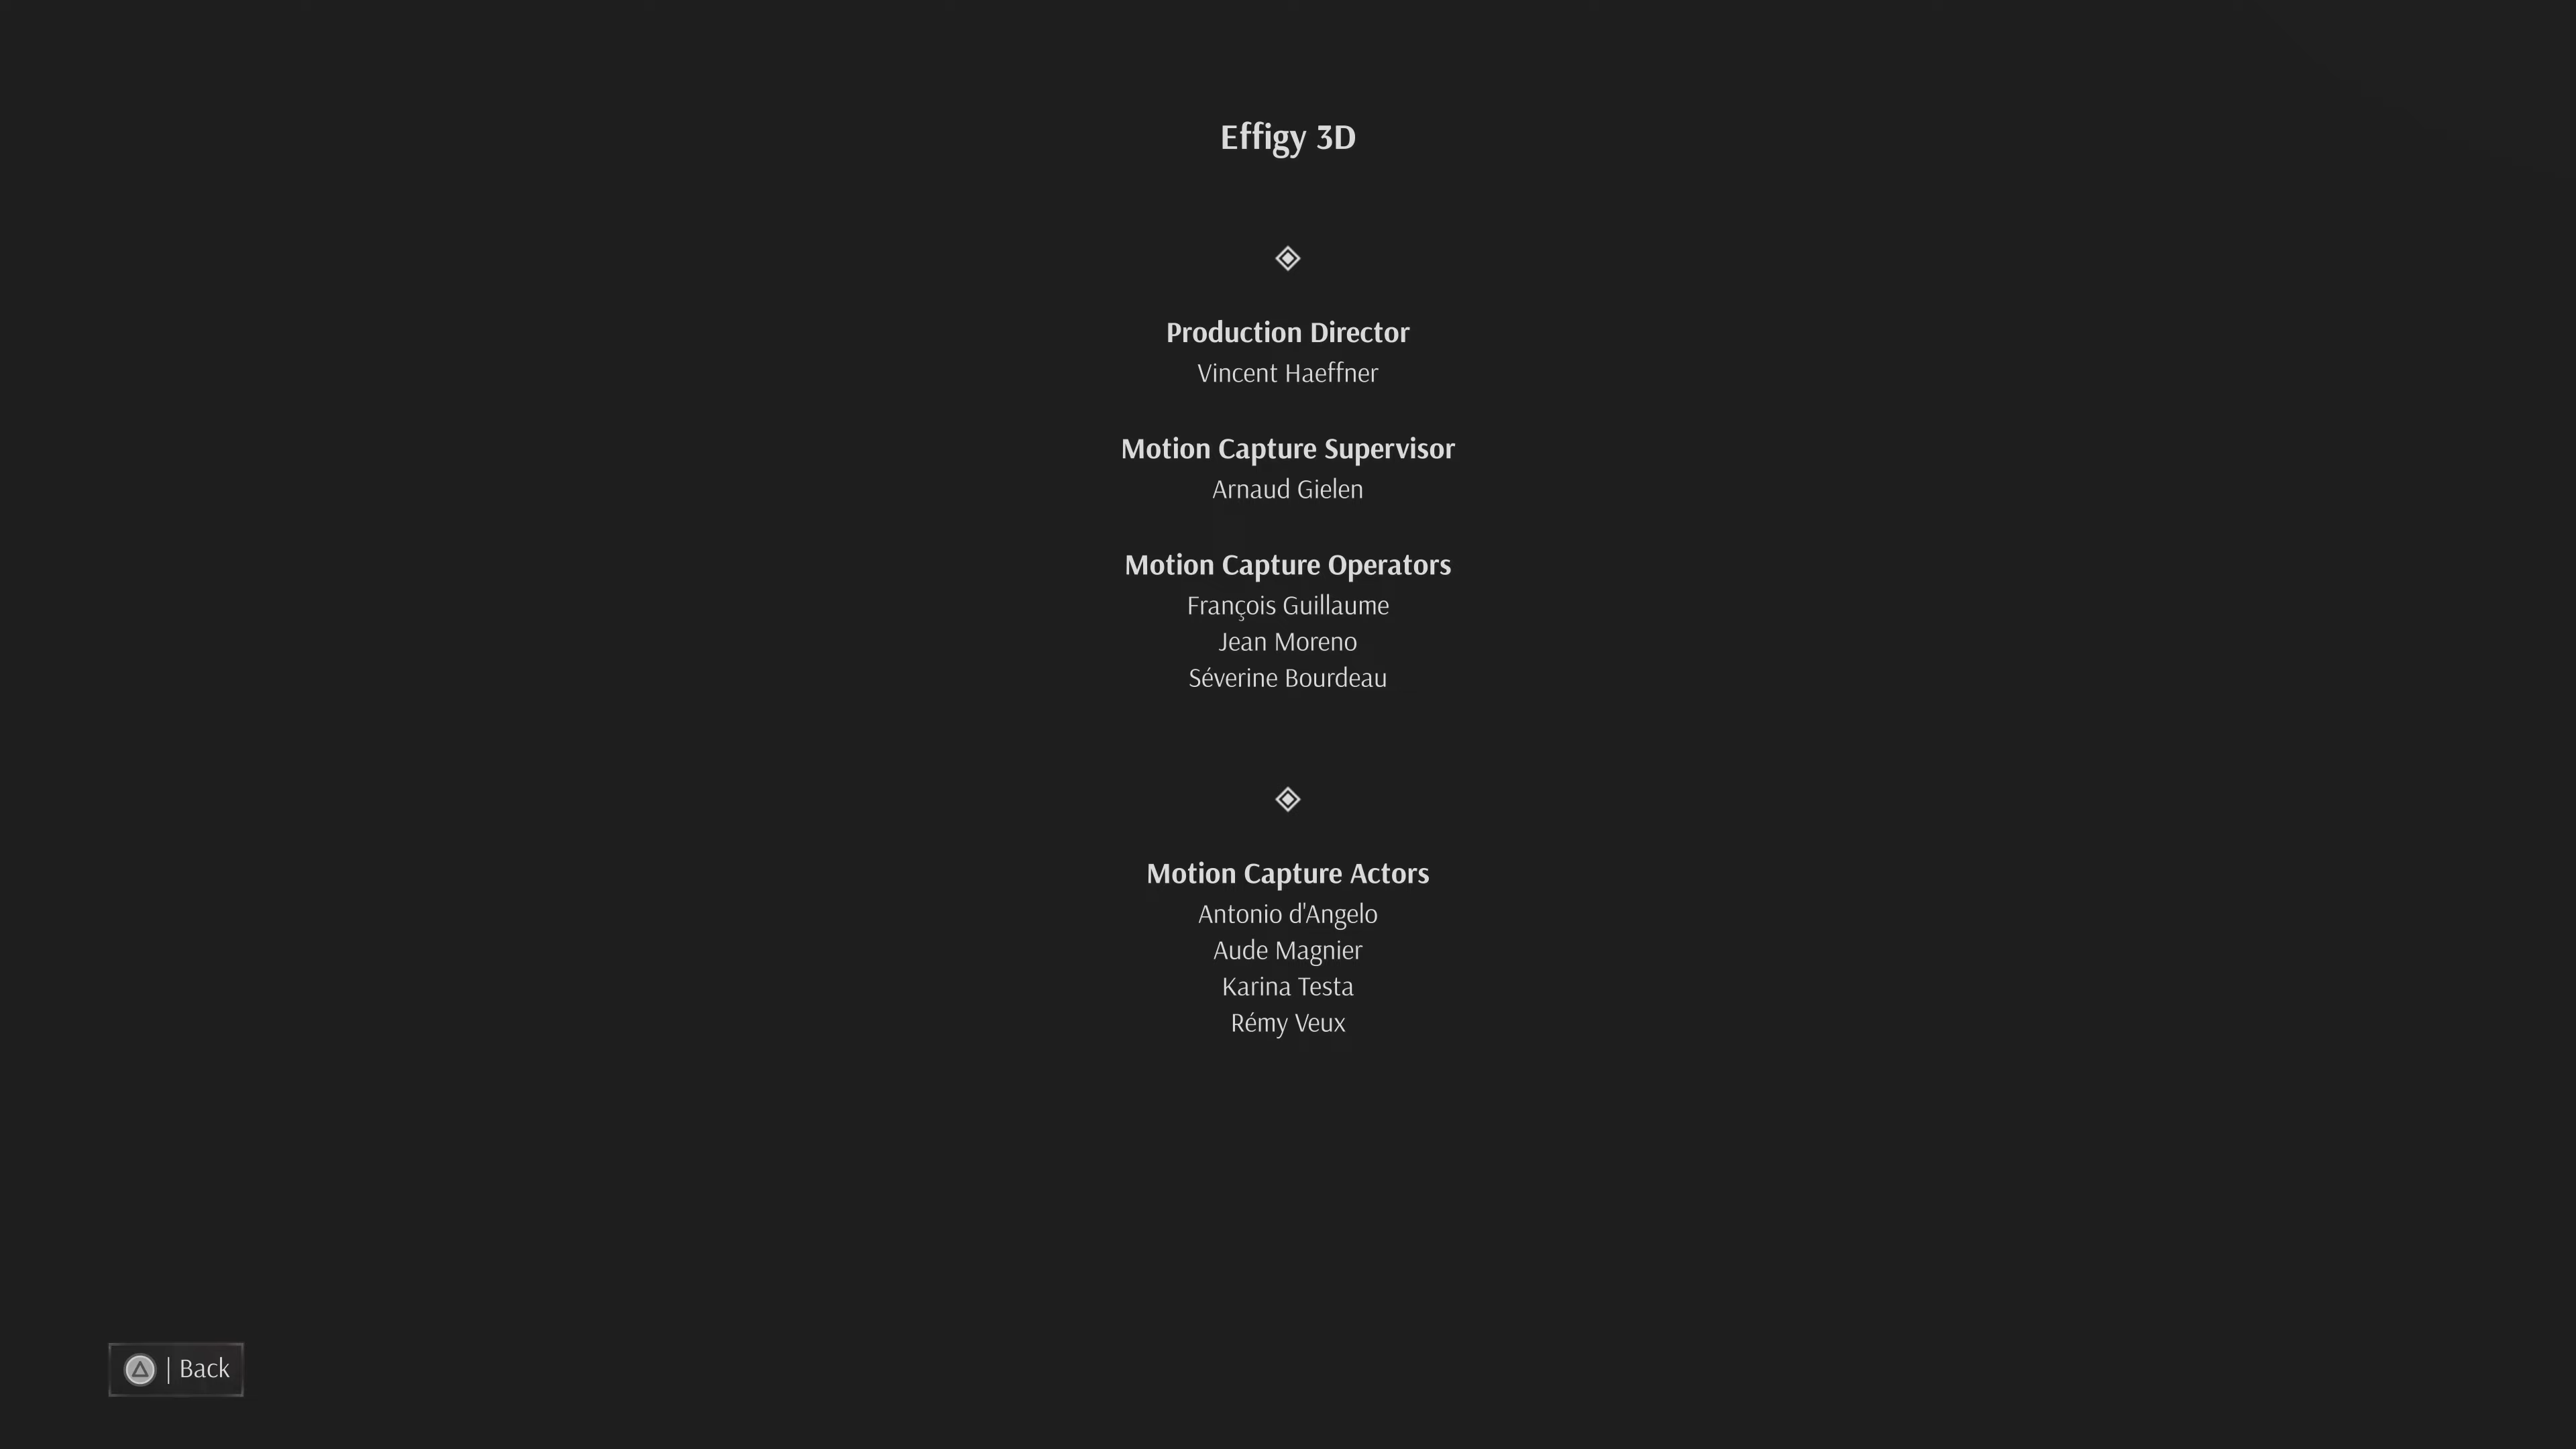 Effigy 3D
Production Director
Vincent Haeffner
Motion Capture Supervisor
Arnaud Gielen
Motion Capture Operators
François Guillaume
Jean Moreno
Séverine Bourdeau
Motion Capture Actors
Antonio d'Angelo
Aude Magnier
Karina Testa
Rémy Veux
| Back